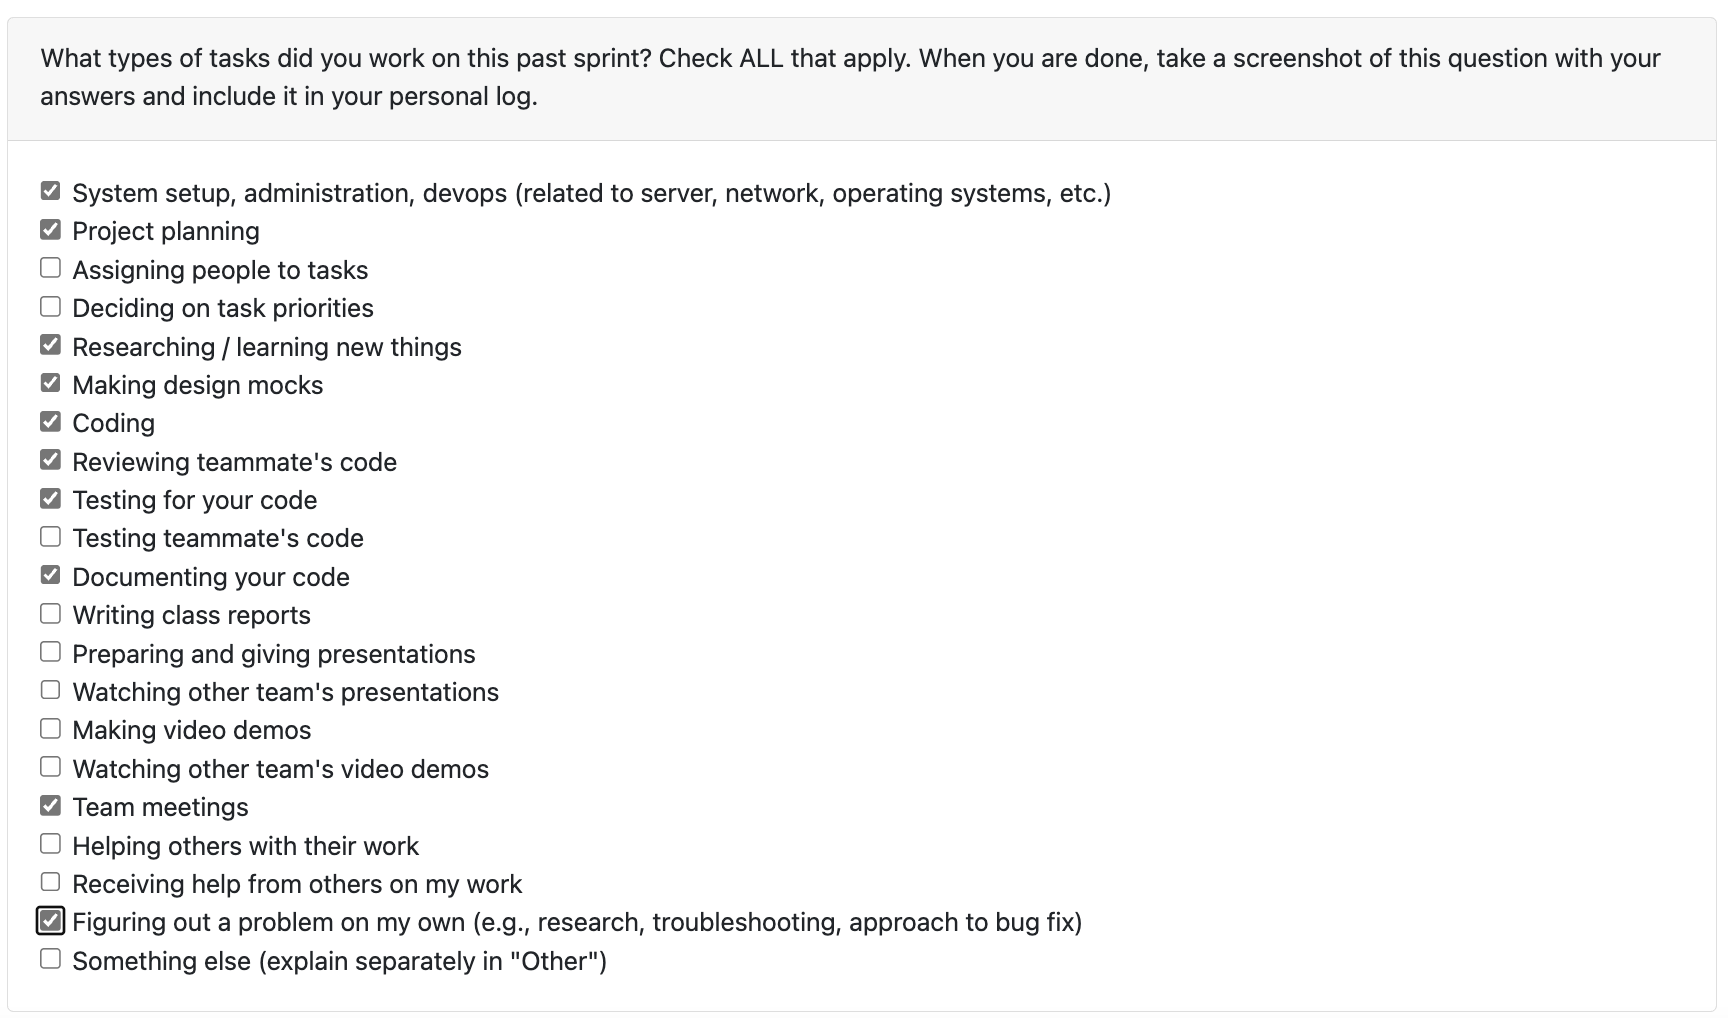 What types of tasks did you work on this past sprint? Check ALL that apply. When you are done, take a screenshot of this question with your
answers and include it in your personal log.
System setup, administration, devops (related to server, network, operating systems, etc.)
Project planning
Assigning people to tasks
Deciding on task priorities
Researching / learning new things
Making design mocks
Coding
Reviewing teammate's code
Testing for your code
Testing teammate's code
Documenting your code
Writing class reports
Preparing and giving presentations
Watching other team's presentations
Making video demos
Watching other team's video demos
Team meetings
Helping others with their work
Receiving help from others on my work
Figuring out a problem on my own (e.g., research, troubleshooting, approach to bug fix)
Something else (explain separately in "Other")